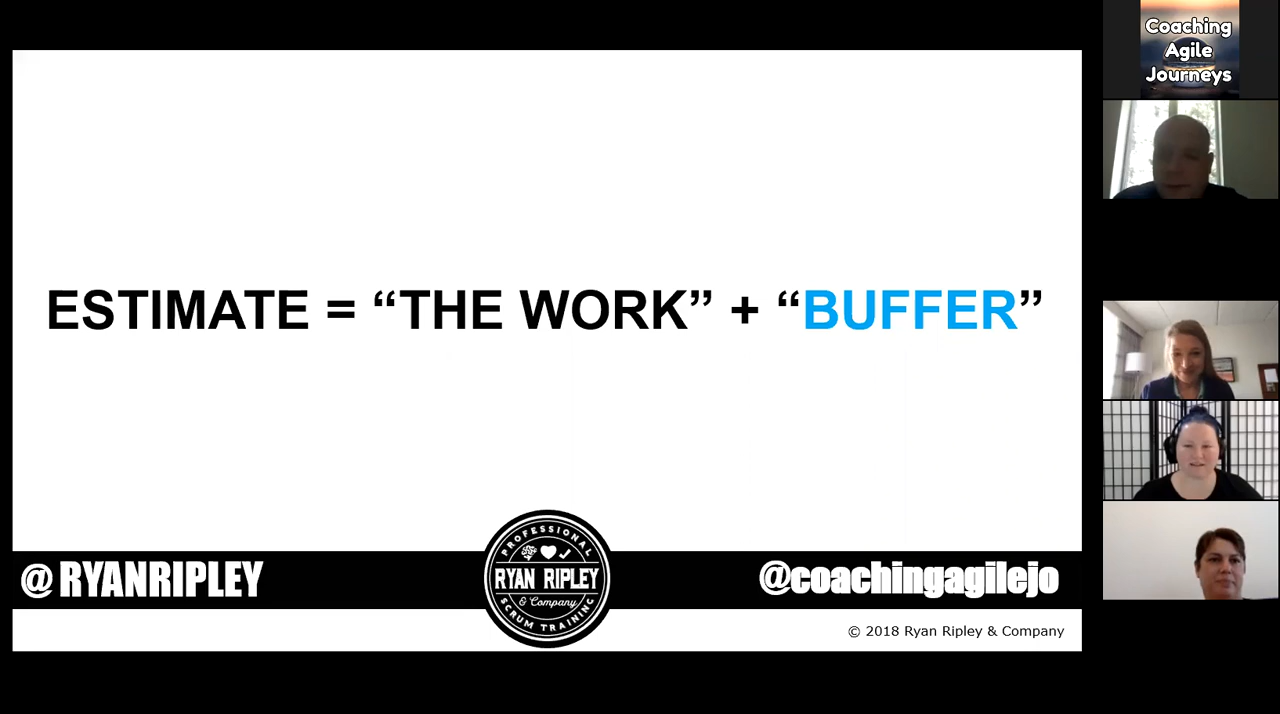 ESTIMATE = “THE WORK” + “BUFFER”
@RYANRIPLEY
PROFESSIONAL
RYAN RIPLEY
& Company
SCRUM TRAINING
@coachingagilejo
© 2018 Ryan Ripley & Company
Coaching
Agile
Journeys